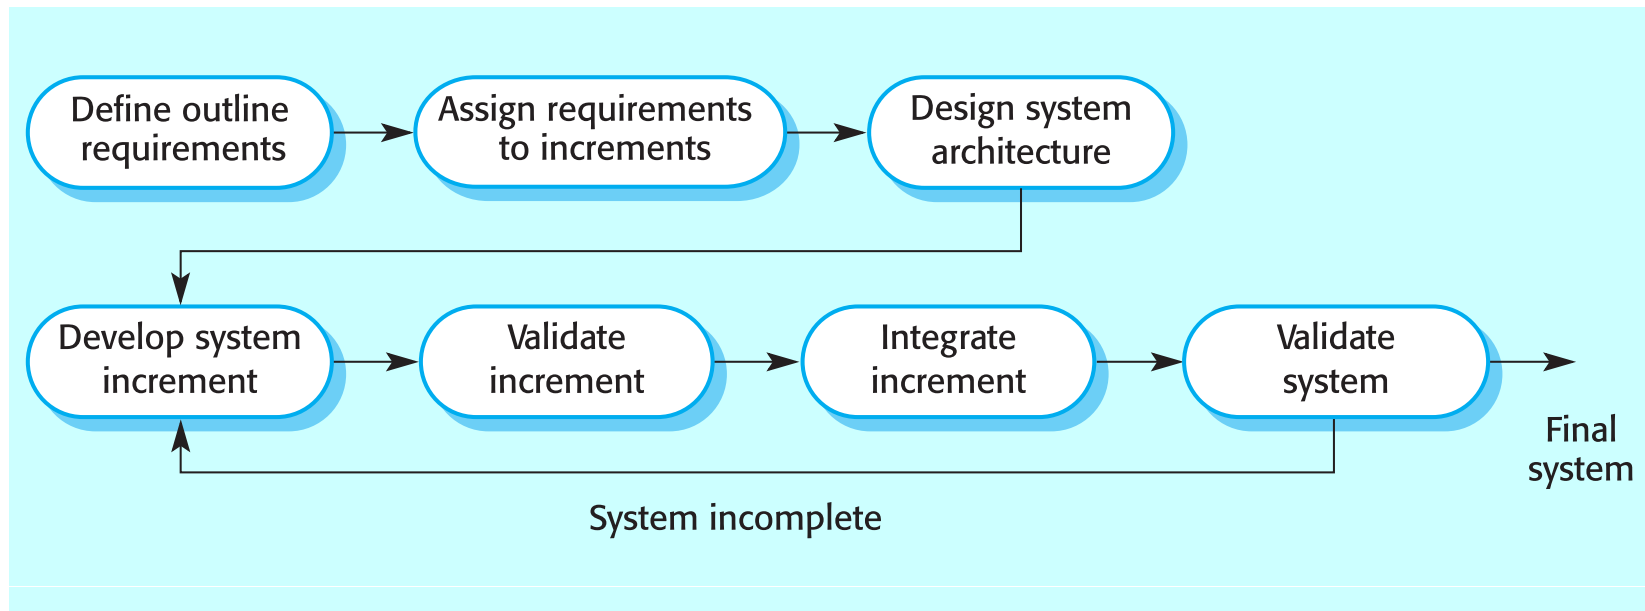 Define outline
requirements
Assign requirements
to increments
Design system
architecture
Develop system
increment
Validate
increment
Integrate
increment
Validate
system
Final
system
System incomplete